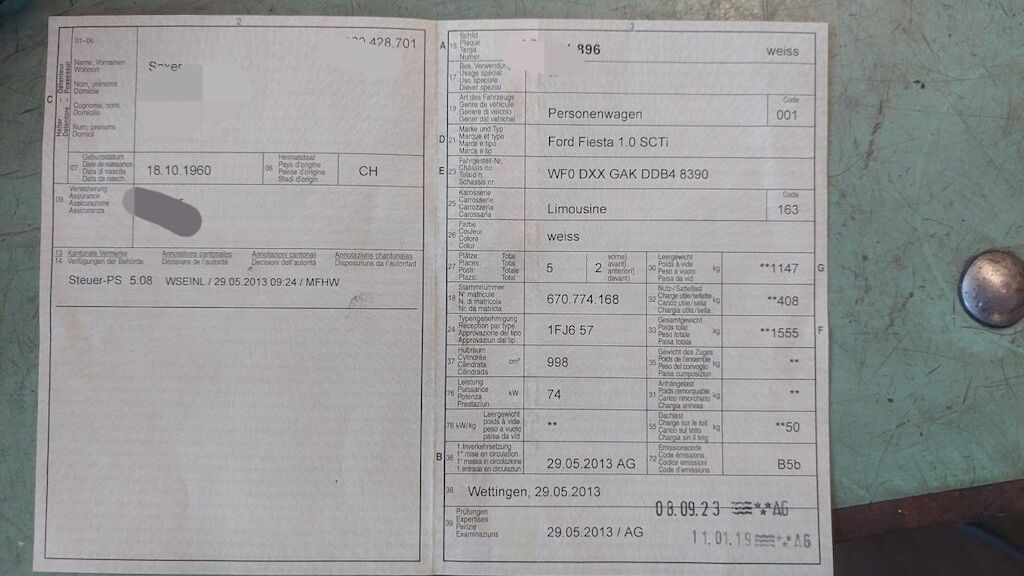 2
01-06
428.701
Name, Vornamen
Wohnort
Nom, prénoms
Domicile
Cognome, nomi
Domicilio
Num, prenums
Domicil
C
Halter - Détenteur
Detentore - Possessur
07
Geburtsdatum
Date de naissance
Data di nascita
Data da nasch.
18.10.1960
08
Heimatstaat
Pays d'origine
Paese d'origine
Stadi d'origin
CH
09
Versicherung
Assurance
Assicurazione
Assicuranza
13 Kantonale Vermerke Annotations cantonales Annotazioni cantonali Annotaziuns chantunalas
14 Verfügungen der Behörde Décisions de l'autorité Decisioni dell'autorità Disposiziuns da l'autoritad
Steuer-PS 5.08 WSEINL / 29.05.2013 09:24 / MFHW
3
A 15
Schild
Plaque
Targa
Numer
896
weiss
17
Bes. Verwendung
Usage spécial
Uso speciale
Diever spezial
19
Art des Fahrzeugs
Genre de véhicule
Genere di veicolo
Gener dal vehichel
Personenwagen
Code
001
D 21
Marke und Typ
Marque et type
Marca e tipo
Marca e tip
Ford Fiesta 1.0 SCTi
E 23
Fahrgestell-Nr.
Châssis no
Telaio n.
Schassis nr.
WF0 DXX GAK DDB4 8390
25
Karosserie
Carrosserie
Carrozzeria
Carossaria
Limousine
Code
163
26
Farbe
Couleur
Colore
Colur
weiss
27
Plätze: Total
Places: Total
Posti: Totale
Plazs: Total
5
2
vorne)
avant)
anteriori)
davant)
30
Leergewicht
Poids à vide
Peso a vuoto
Paisa da vid
kg
**1147
G
18
Stammnummer
N° matricule
N. di matricola
Nr. da matricla
670.774.168
32
Nutz-/ Sattellast
Charge utile/sellette
Carico utile/sella
Chargia util/sella
kg
**408
24
Typengenehmigung
Réception par type
Approvazione del tipo
Approvaziun dal tip
1FJ6 57
33
Gesamtgewicht
Poids total
Peso totale
Paisa totala
kg
**1555
F
37
Hubraum
Cylindrée
Cilindrata
Cilindrada
cm³
998
35
Gewicht des Zuges
Poids de l'ensemble
Peso del convoglio
Paisa cumposiziun
kg
**
76
Leistung
Puissance
Potenza
Prestaziun
kW
74
31
Anhängelast
Poids remorquable
Carico rimorchiato
Chargia annexa
kg
**
78 kW/kg
Leergewicht
poids à vide
peso a vuoto
paisa da vid
**
55
Dachlast
Charge sur le toit
Carico sul tetto
Chargia sin il tetg
kg
**50
B 36
1. Inverkehrsetzung
1re mise en circulation
1a messa in circolazione
1. entrada en circulaziun
29.05.2013 AG
72
Emissionscode
Code émissions
Codice emissioni
Code d'emissiuns
B5b
38
Wettingen, 29.05.2013
39
Prüfungen
Expertises
Perizie
Examinaziuns
29.05.2013 / AG
08.09.23 AG
11.01.19 AG